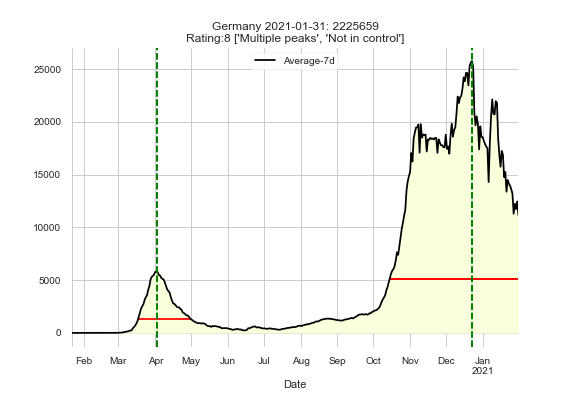 Germany 2021-01-31: 2225659
Rating:8 ['Multiple peaks', 'Not in control']
Average-7d
25000
20000
15000
10000
5000
0
Feb Mar Apr May Jun Jul Aug Sep Oct Nov Dec Jan
2021
Date